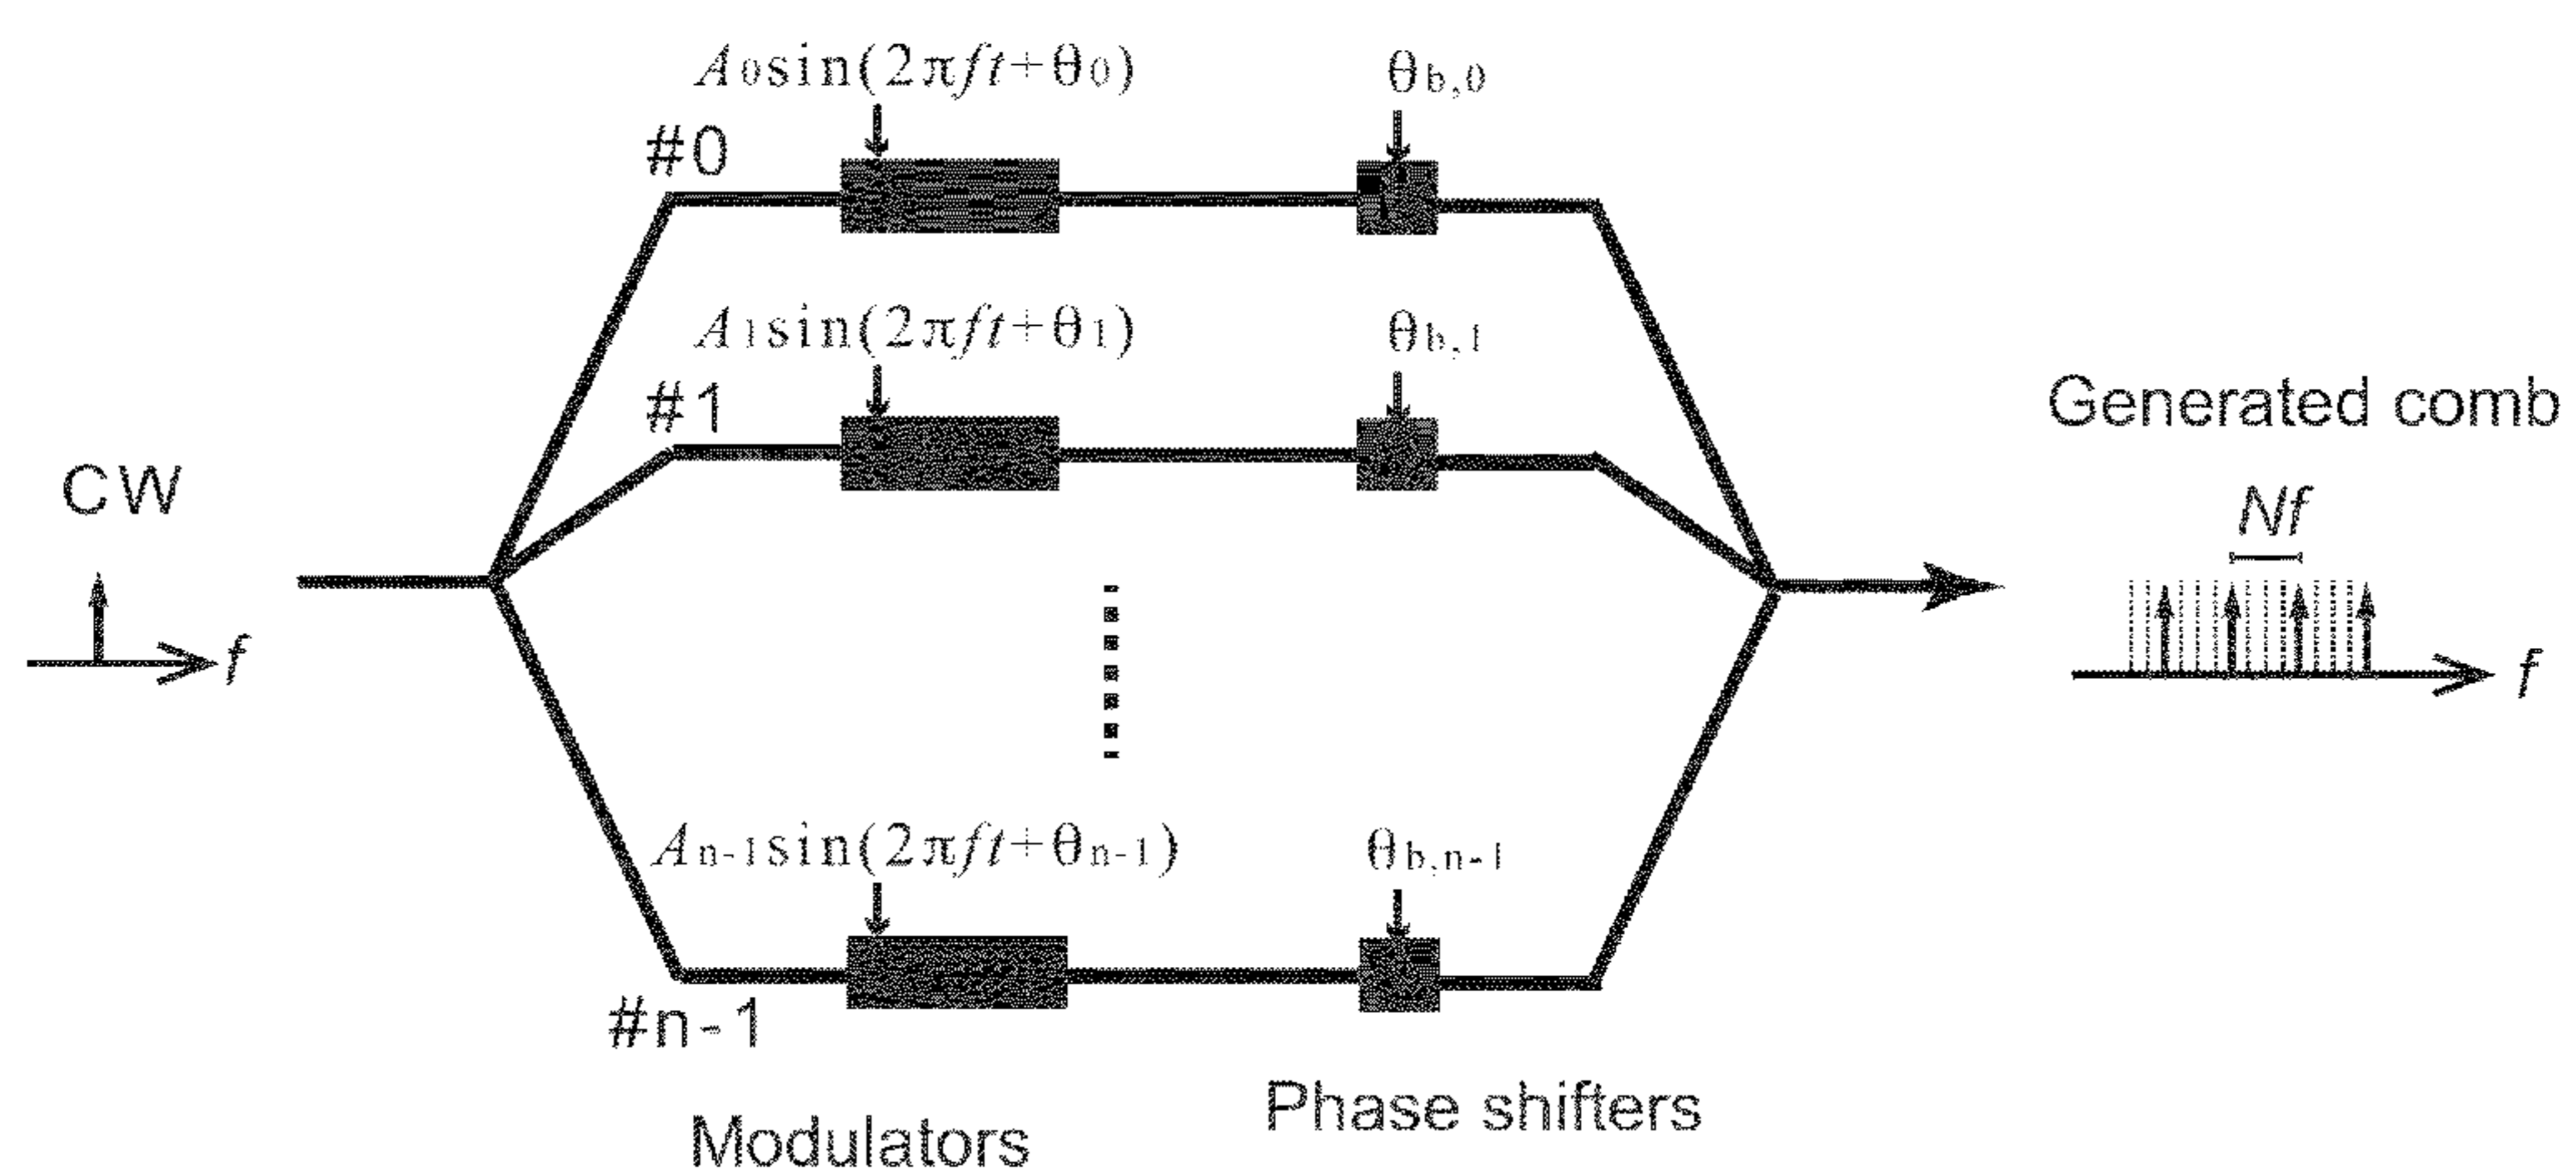 A0sin(2πft+θ0)
θb,0
#0
A1sin(2πft+θ1)
θb,1
#1
CW
f
Generated comb
Nf
f
An-1sin(2πft+θn-1)
θb,n-1
#n-1
Modulators
Phase shifters